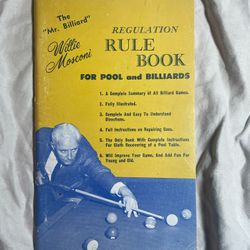 The
"Mr. Billiard"
Willie
Mosconi
REGULATION
RULE
BOOK
FOR POOL and BILLIARDS
1. A Complete Summary of All Billiard Games.
2. Fully Illustrated.
3. Complete And Easy To Understand
Directions.
4. Full Instructions on Repairing Cues.
5. The Only Book With Complete Instructions
For Cloth Recovering of a Pool Table.
6. Will Improve Your Game, And Add Fun For
Young and Old.